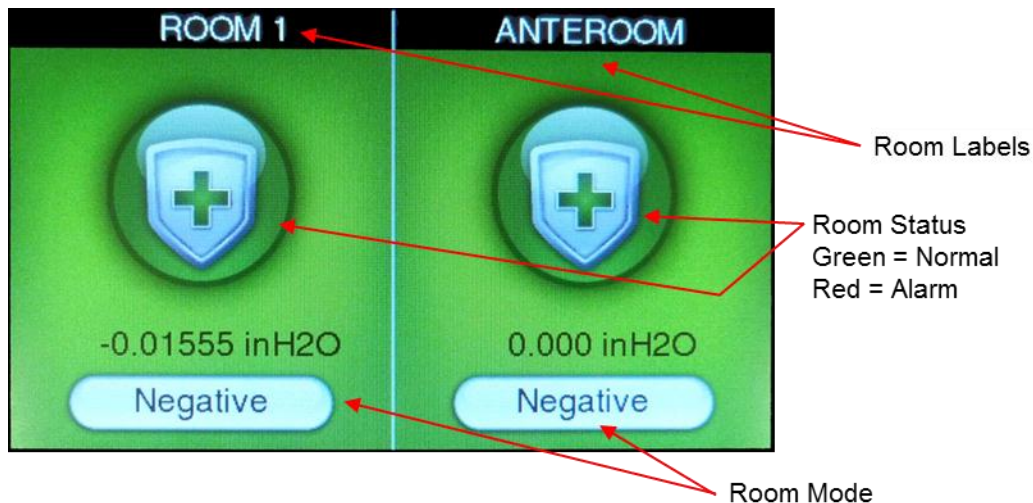 ROOM 1
ANTEROOM
Room Labels
Room Status
Green = Normal
Red = Alarm
-0.01555 inH2O
0.000 inH2O
Negative
Negative
Room Mode